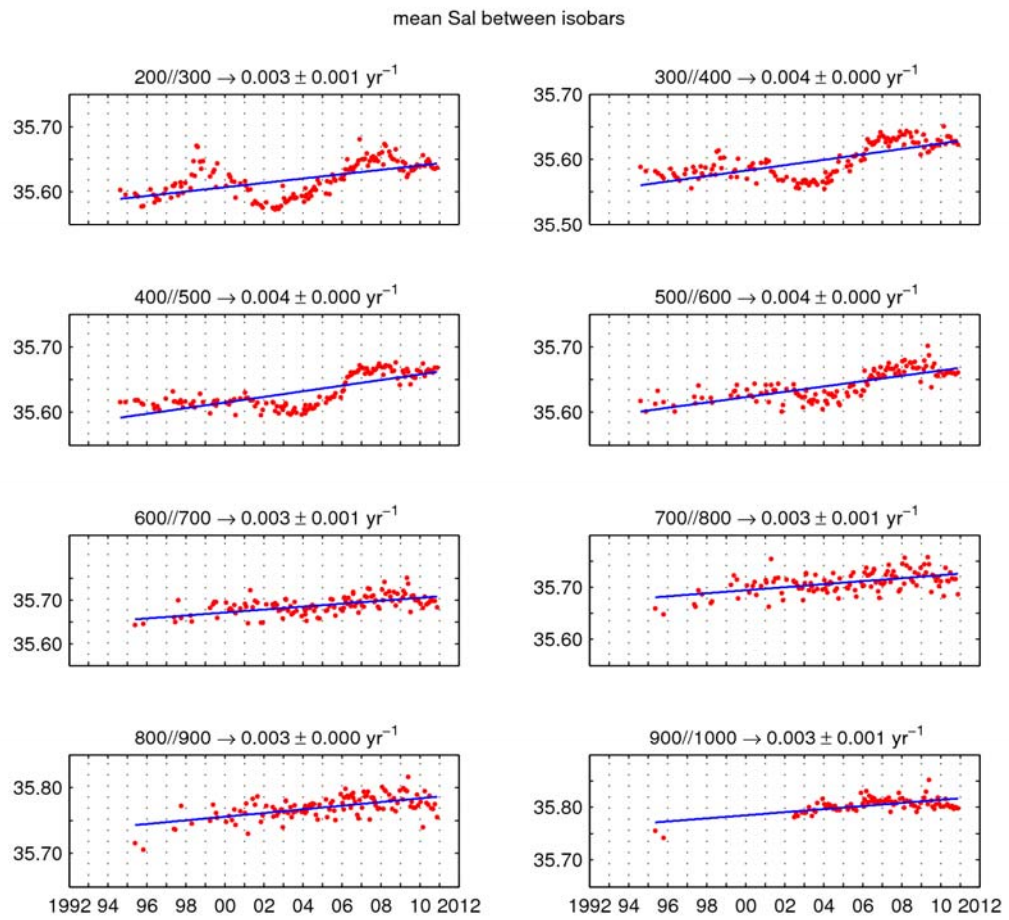 mean Sal between isobars
200//300 → 0.003 ± 0.001 yr⁻¹
300//400 → 0.004 ± 0.000 yr⁻¹
35.70
35.60
35.70
35.60
35.50
400//500 → 0.004 ± 0.000 yr⁻¹
500//600 → 0.004 ± 0.000 yr⁻¹
35.70
35.60
35.70
35.60
600//700 → 0.003 ± 0.001 yr⁻¹
700//800 → 0.003 ± 0.001 yr⁻¹
35.70
35.60
35.70
35.60
800//900 → 0.003 ± 0.000 yr⁻¹
900//1000 → 0.003 ± 0.001 yr⁻¹
35.80
35.70
35.80
35.70
1992 94 96 98 00 02 04 06 08 10 2012
1992 94 96 98 00 02 04 06 08 10 2012